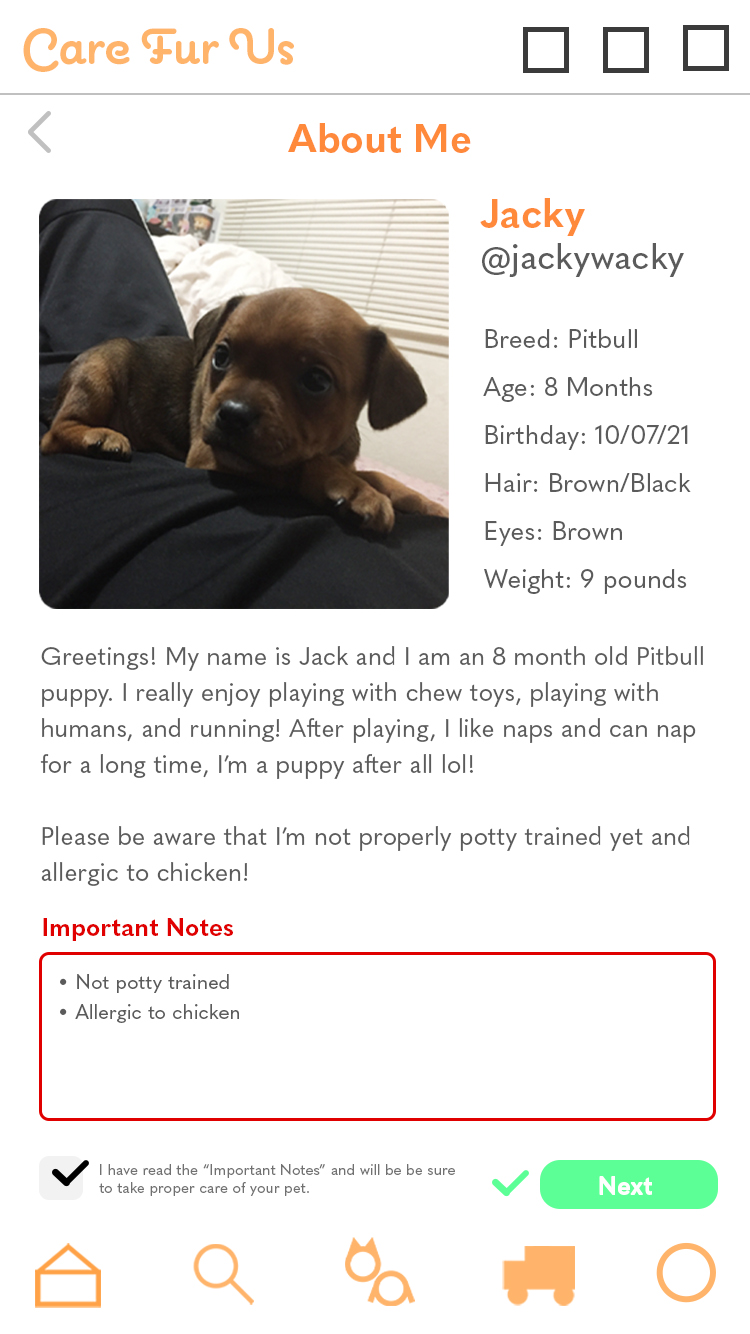 Care Fur Us
About Me
Jacky
@jackywacky
Breed: Pitbull
Age: 8 Months
Birthday: 10/07/21
Hair: Brown/Black
Eyes: Brown
Weight: 9 pounds
Greetings! My name is Jack and I am an 8 month old Pitbull
puppy. I really enjoy playing with chew toys, playing with
humans, and running! After playing, I like naps and can nap
for a long time, I'm a puppy after all lol!
Please be aware that I'm not properly potty trained yet and
allergic to chicken!
Important Notes
• Not potty trained
• Allergic to chicken
I have read the “Important Notes” and will be be sure
to take proper care of your pet.
Next